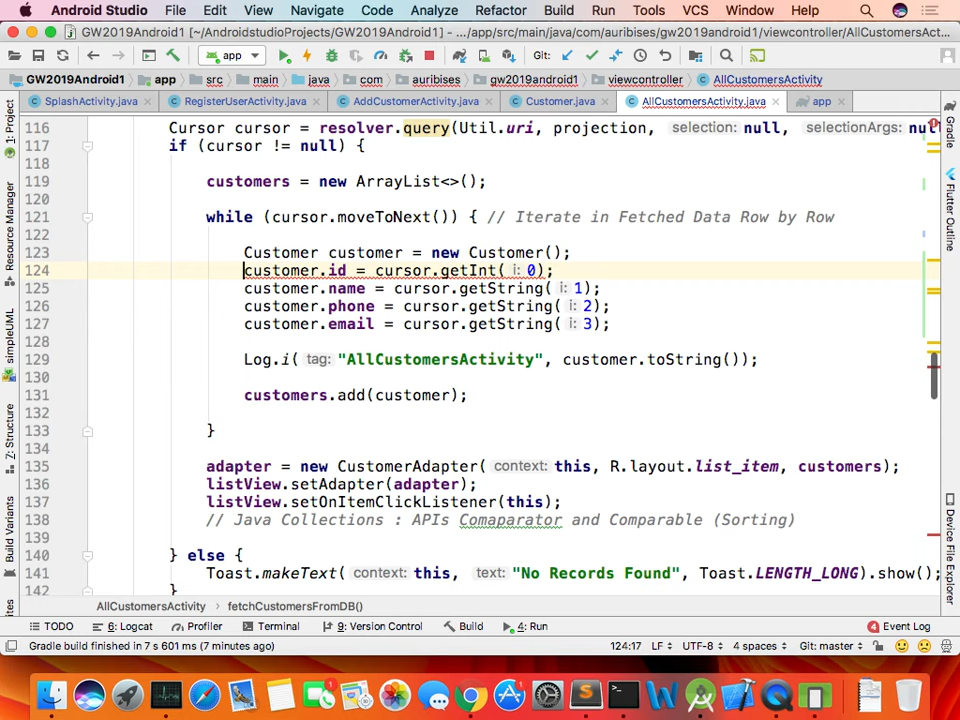 Android Studio File Edit View Navigate Code Analyze Refactor Build Run Tools VCS Window Help
GW2019Android1 [~/AndroidstudioProjects/GW2019Android1] - .../app/src/main/java/com/auribises/gw2019android1/viewcontroller/AllCustomersAct...
app Git:
GW2019Android1 app src main java com auribises gw2019android1 viewcontroller AllCustomersActivity
SplashActivity.java RegisterUserActivity.java AddCustomerActivity.java Customer.java AllCustomersActivity.java app
1: Project
Resource Manager
simpleUML
7: Structure
Build Variants
116 Cursor cursor = resolver.query(Util.uri, projection, selection: null, selectionArgs: nul
117 if (cursor != null) {
118
119 customers = new ArrayList<>();
120
121 while (cursor.moveToNext()) { // Iterate in Fetched Data Row by Row
122
123 Customer customer = new Customer();
124 customer.id = cursor.getInt( i: 0);
125 customer.name = cursor.getString( i: 1);
126 customer.phone = cursor.getString( i: 2);
127 customer.email = cursor.getString( i: 3);
128
129 Log.i( tag: "AllCustomersActivity", customer.toString());
130
131 customers.add(customer);
132
133 }
134
135 adapter = new CustomerAdapter( context: this, R.layout.list_item, customers);
136 listView.setAdapter(adapter);
137 listView.setOnItemClickListener(this);
138 // Java Collections : APIs Comaparator and Comparable (Sorting)
139
140 } else {
141 Toast.makeText( context: this, text: "No Records Found", Toast.LENGTH_LONG).show();
142 }
Gradle
Flutter Outline
Device File Explorer
AllCustomersActivity fetchCustomersFromDB()
TODO 6: Logcat Profiler Terminal 9: Version Control Build 4: Run 4 Event Log
Gradle build finished in 7 s 601 ms (7 minutes ago) 124:17 LF UTF-8 4 spaces Git: master